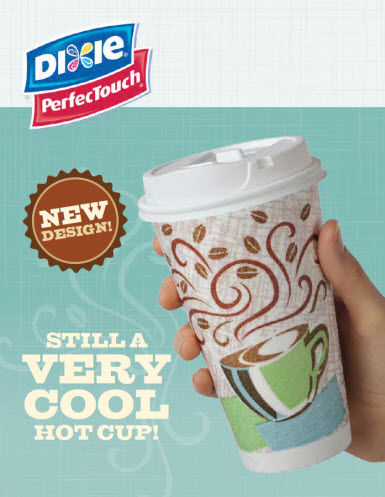 DIXIE®
PerfecTouch®
NEW
DESIGN!
STILL A
VERY
COOL
HOT CUP!